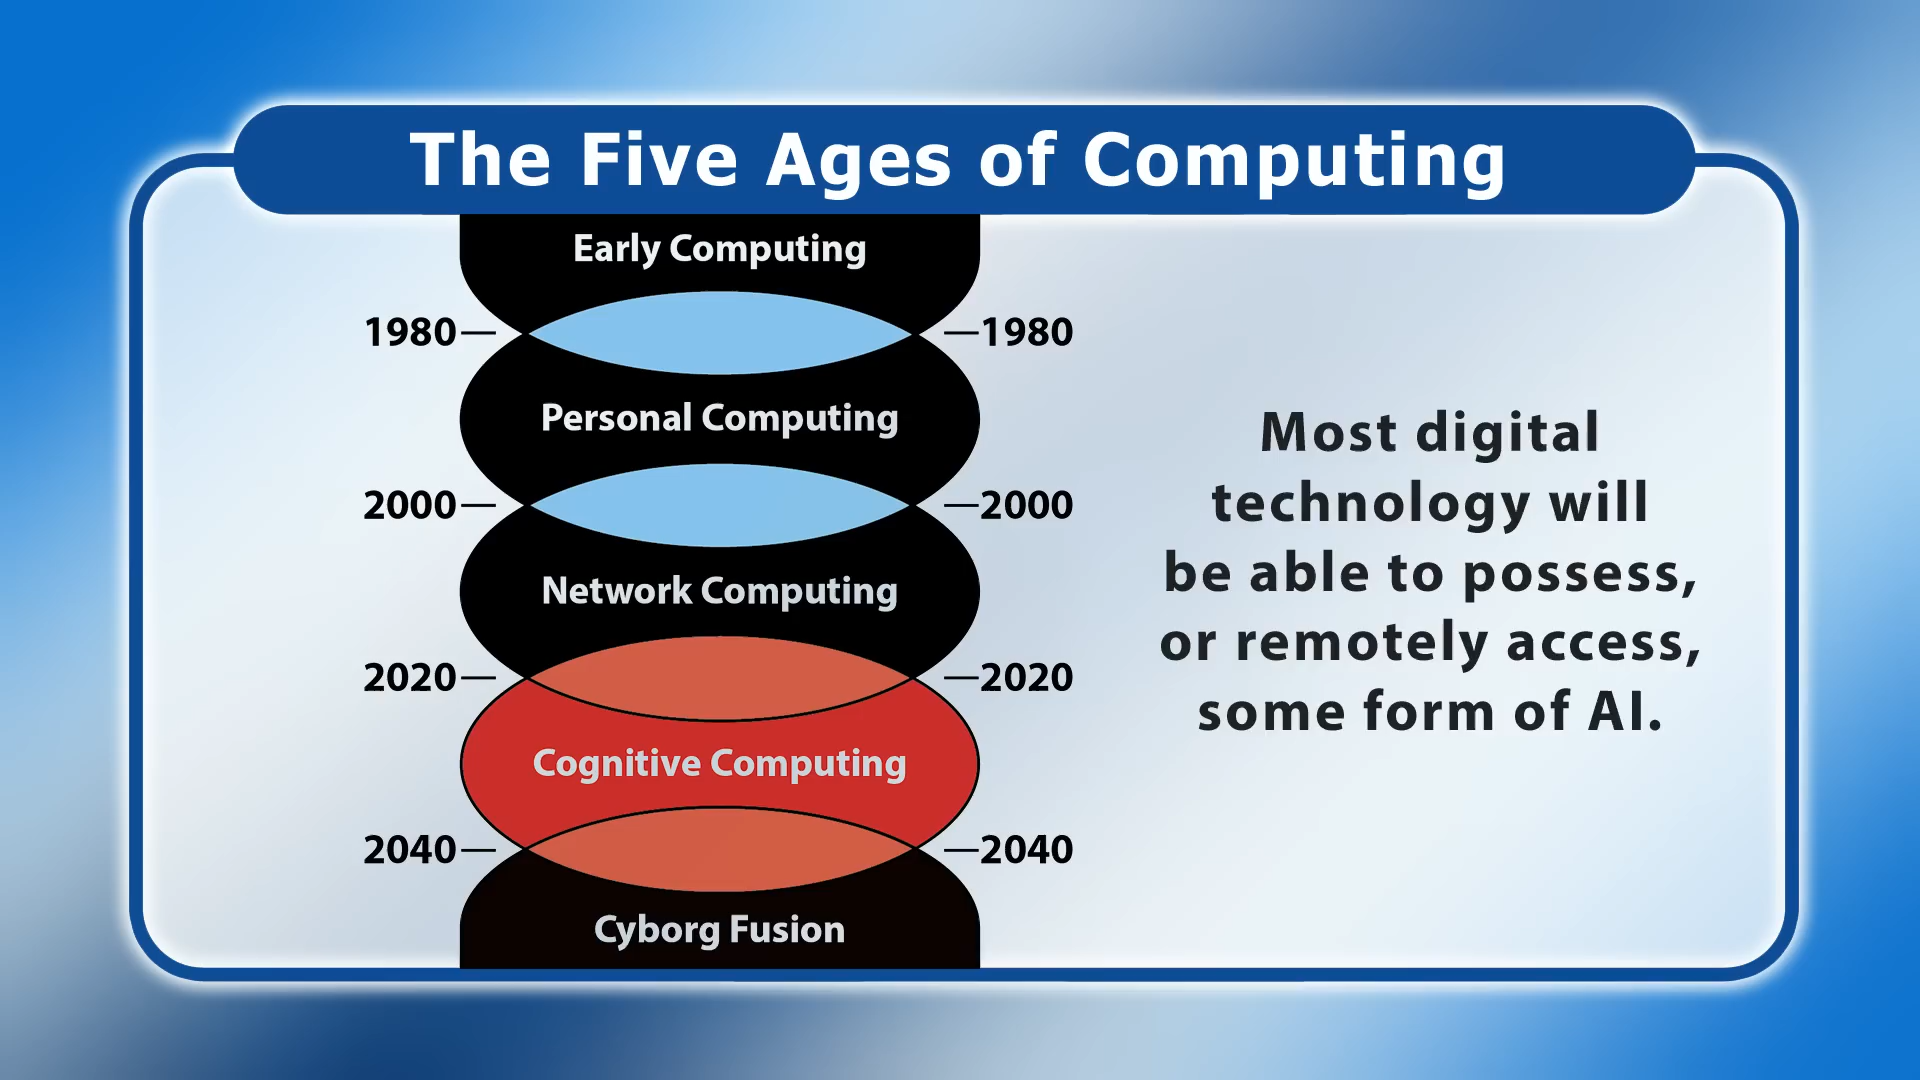 The Five Ages of Computing
Early Computing
1980 1980
Personal Computing
2000 2000
Network Computing
2020 2020
Cognitive Computing
2040 2040
Cyborg Fusion
Most digital
technology will
be able to possess,
or remotely access,
some form of AI.